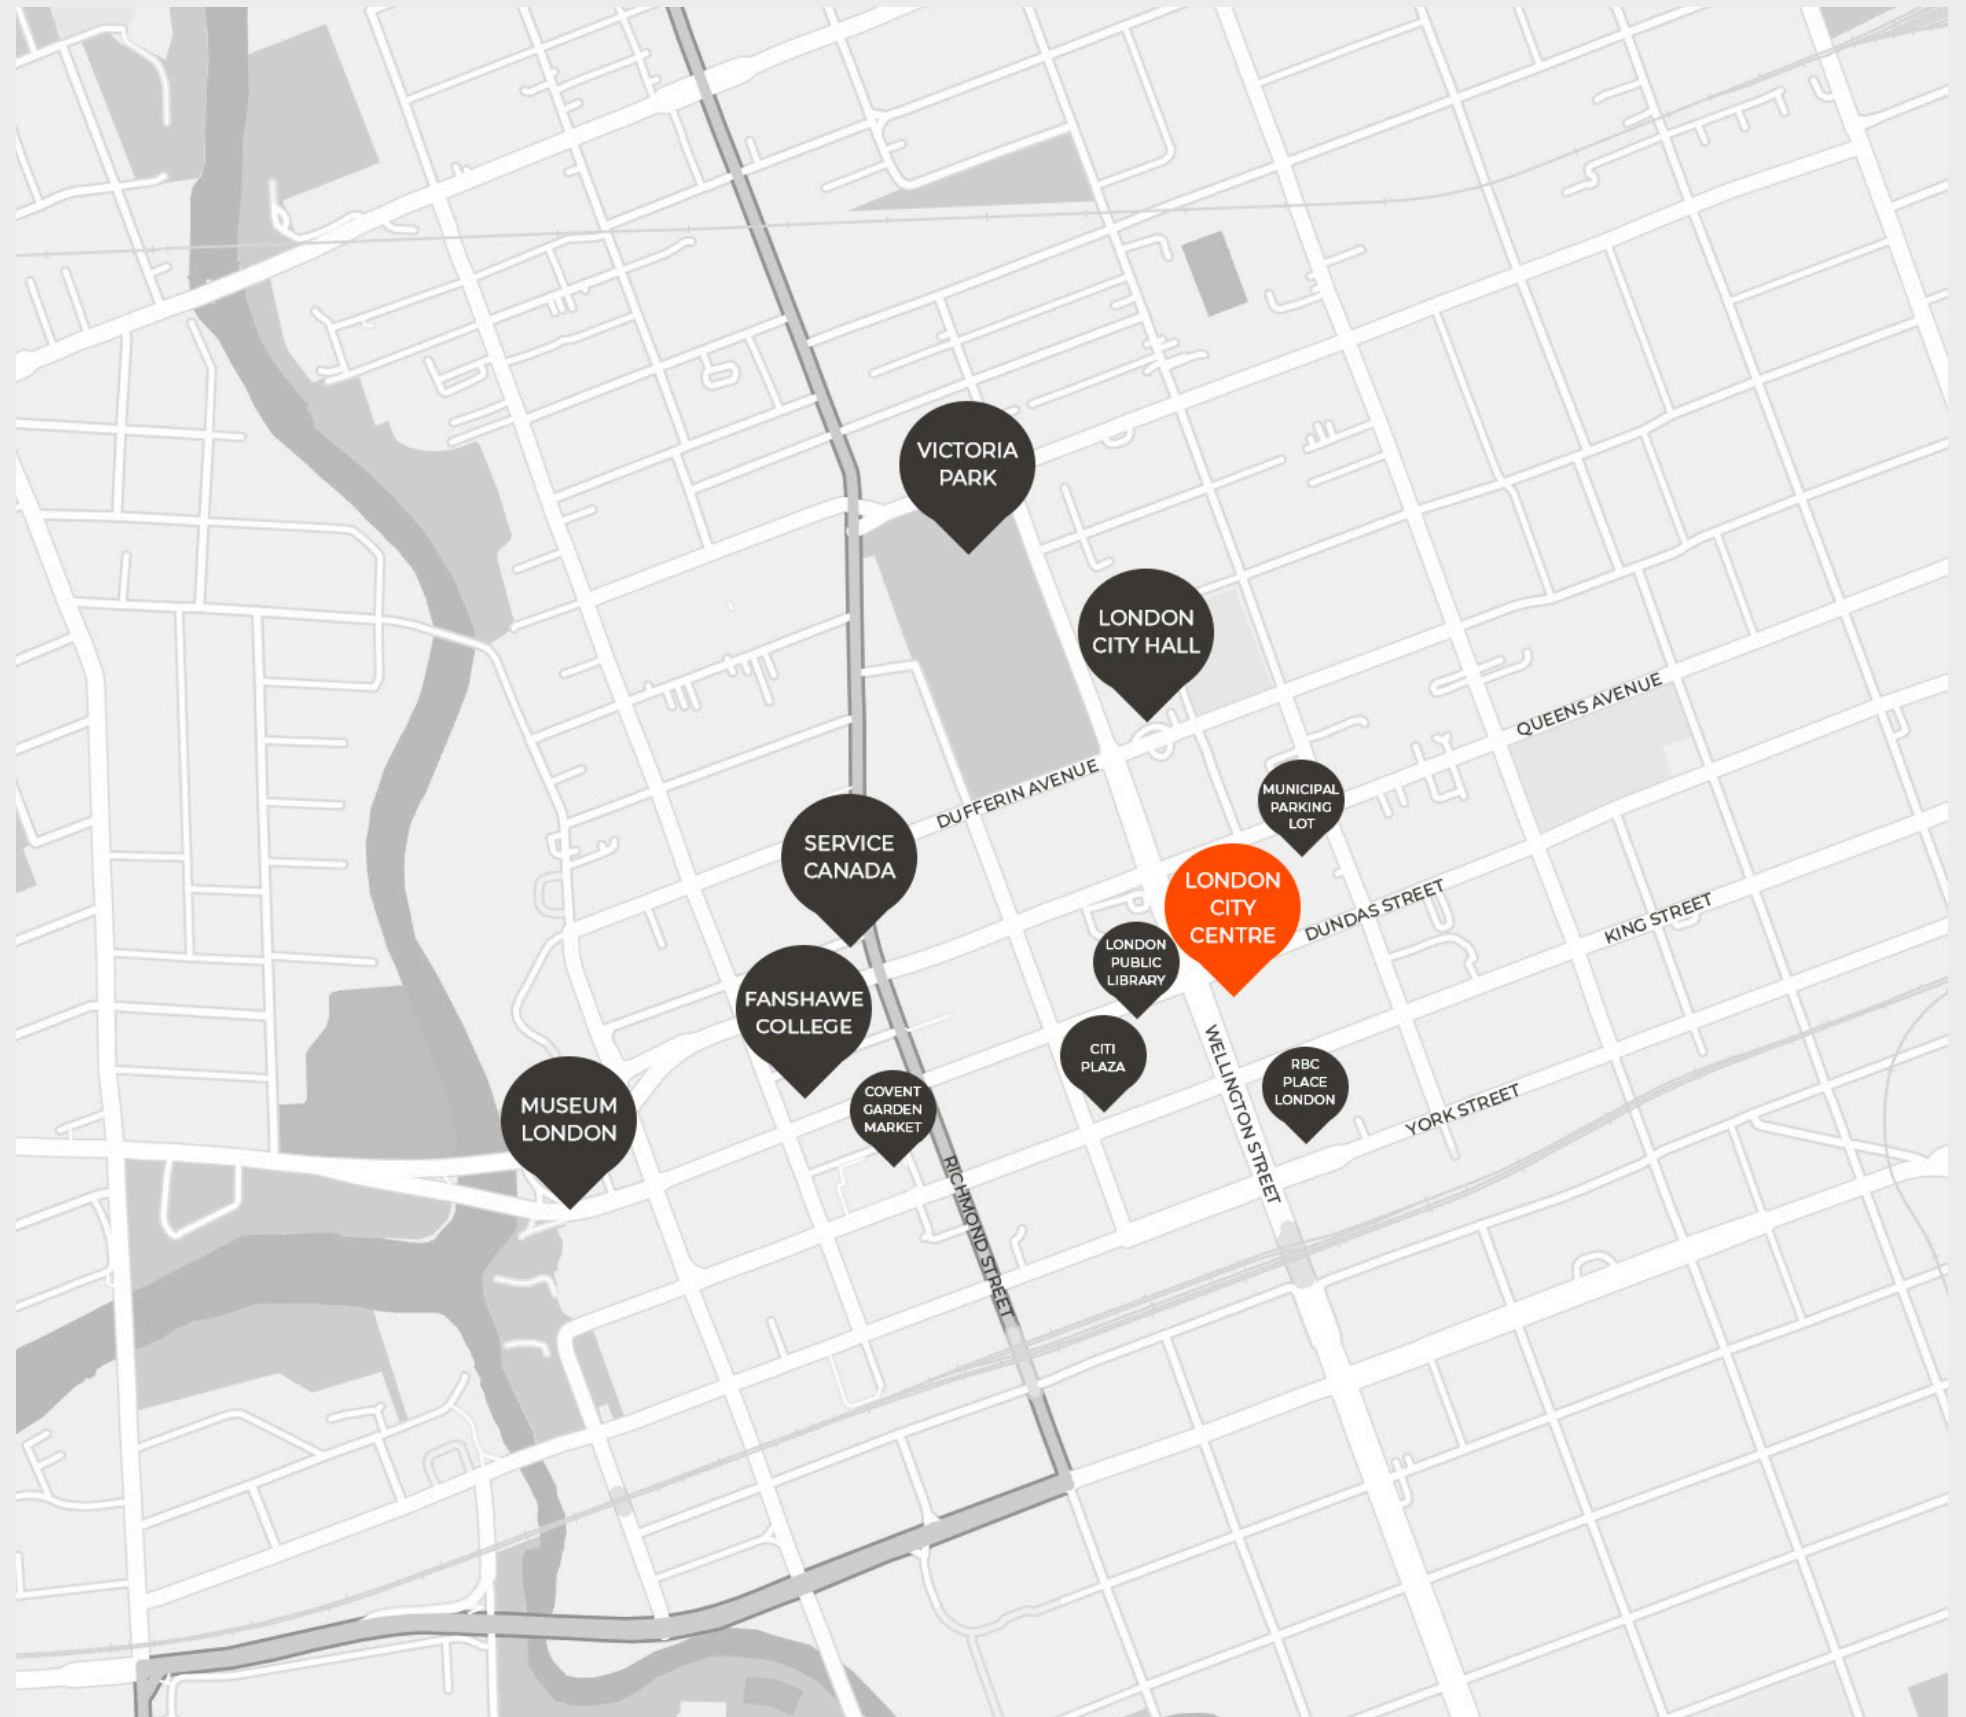 VICTORIA
PARK
LONDON
CITY HALL
QUEENS AVENUE
DUFFERIN AVENUE
MUNICIPAL
PARKING
LOT
SERVICE
CANADA
LONDON
CITY
CENTRE
DUNDAS STREET
KING STREET
LONDON
PUBLIC
LIBRARY
FANSHAWE
COLLEGE
CITI
PLAZA
WELLINGTON STREET
RBC
PLACE
LONDON
MUSEUM
LONDON
COVENT
GARDEN
MARKET
YORK STREET
RICHMOND STREET